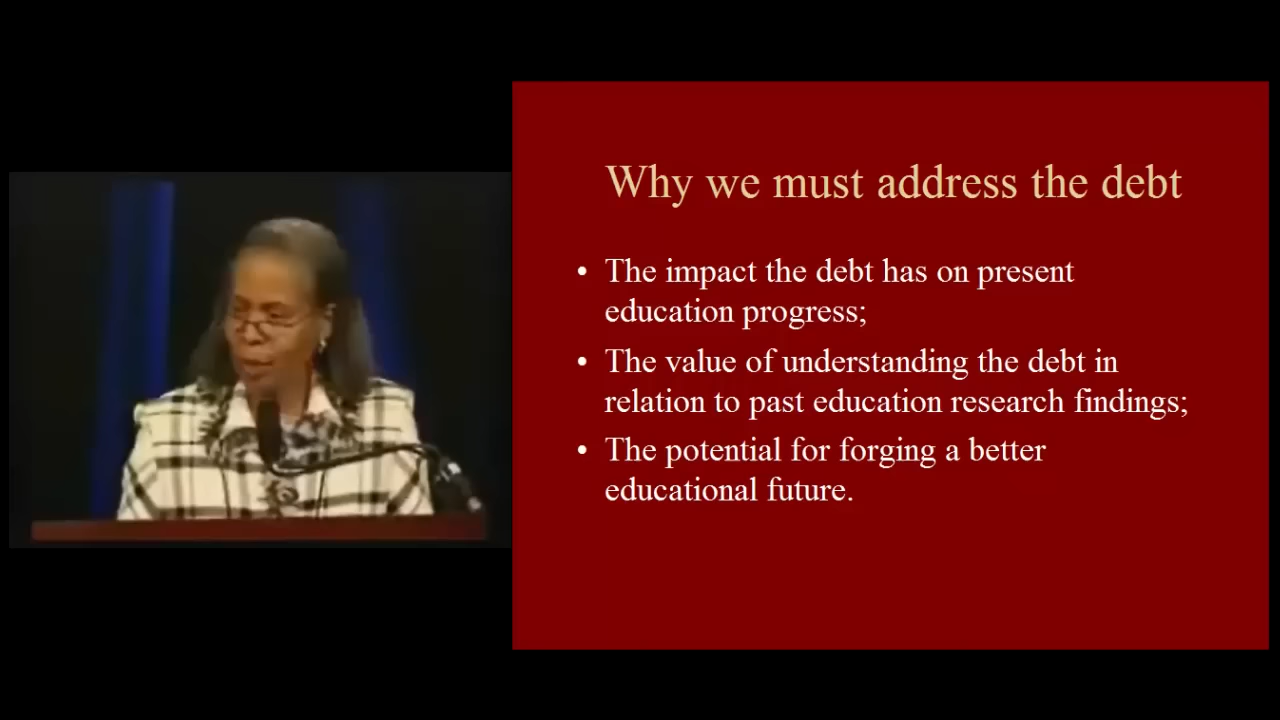 Why we must address the debt
• The impact the debt has on present
education progress;
• The value of understanding the debt in
relation to past education research findings;
• The potential for forging a better
educational future.